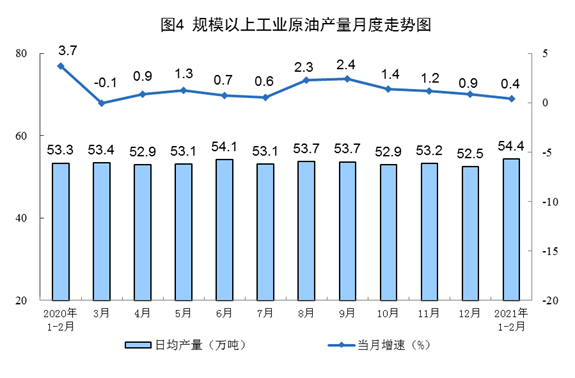 图4 规模以上工业原油产量月度走势图
80
60
40
20
5
0
-5
-10
-15
-20
3.7
-0.1
0.9
1.3
0.7
0.6
2.3
2.4
1.4
1.2
0.9
0.4
53.3
53.4
52.9
53.1
54.1
53.1
53.7
53.7
52.9
53.2
52.5
54.4
2020年
1-2月
3月
4月
5月
6月
7月
8月
9月
10月
11月
12月
2021年
1-2月
日均产量（万吨）
当月增速（%）